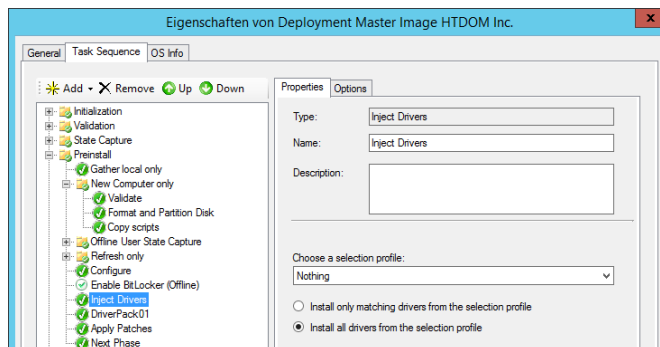 Eigenschaften von Deployment Master Image HTDOM Inc.
x
General Task Sequence OS Info
Add Remove Up Down
Initialization
Validation
State Capture
Preinstall
Gather local only
New Computer only
Validate
Format and Partition Disk
Copy scripts
Offline User State Capture
Refresh only
Configure
Enable BitLocker (Offline)
Inject Drivers
DriverPack01
Apply Patches
Next Phase
Properties Options
Type: Inject Drivers
Name: Inject Drivers
Description:
Choose a selection profile:
Nothing
Install only matching drivers from the selection profile
Install all drivers from the selection profile